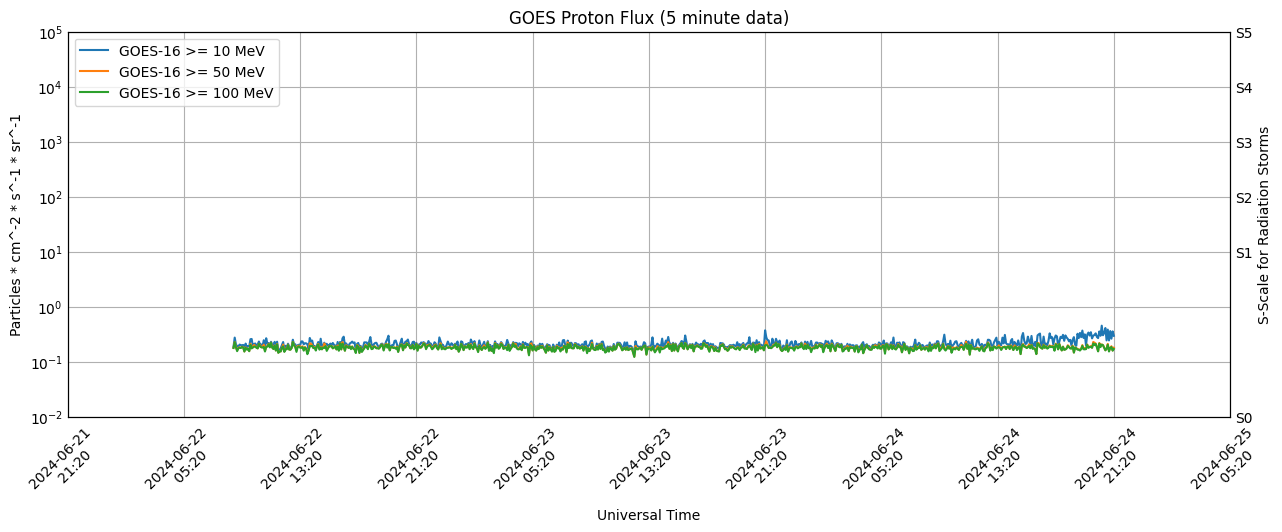 GOES Proton Flux (5 minute data)
GOES-16 >= 10 MeV
GOES-16 >= 50 MeV
GOES-16 >= 100 MeV
Particles * cm^-2 * s^-1 * sr^-1
10^5
10^4
10^3
10^2
10^1
10^0
10^-1
10^-2
S5
S4
S3
S2
S1
S0
S-Scale for Radiation Storms
2024-06-21
21:20
2024-06-22
05:20
2024-06-22
13:20
2024-06-22
21:20
2024-06-23
05:20
2024-06-23
13:20
2024-06-23
21:20
2024-06-24
05:20
2024-06-24
13:20
2024-06-24
21:20
2024-06-25
05:20
Universal Time